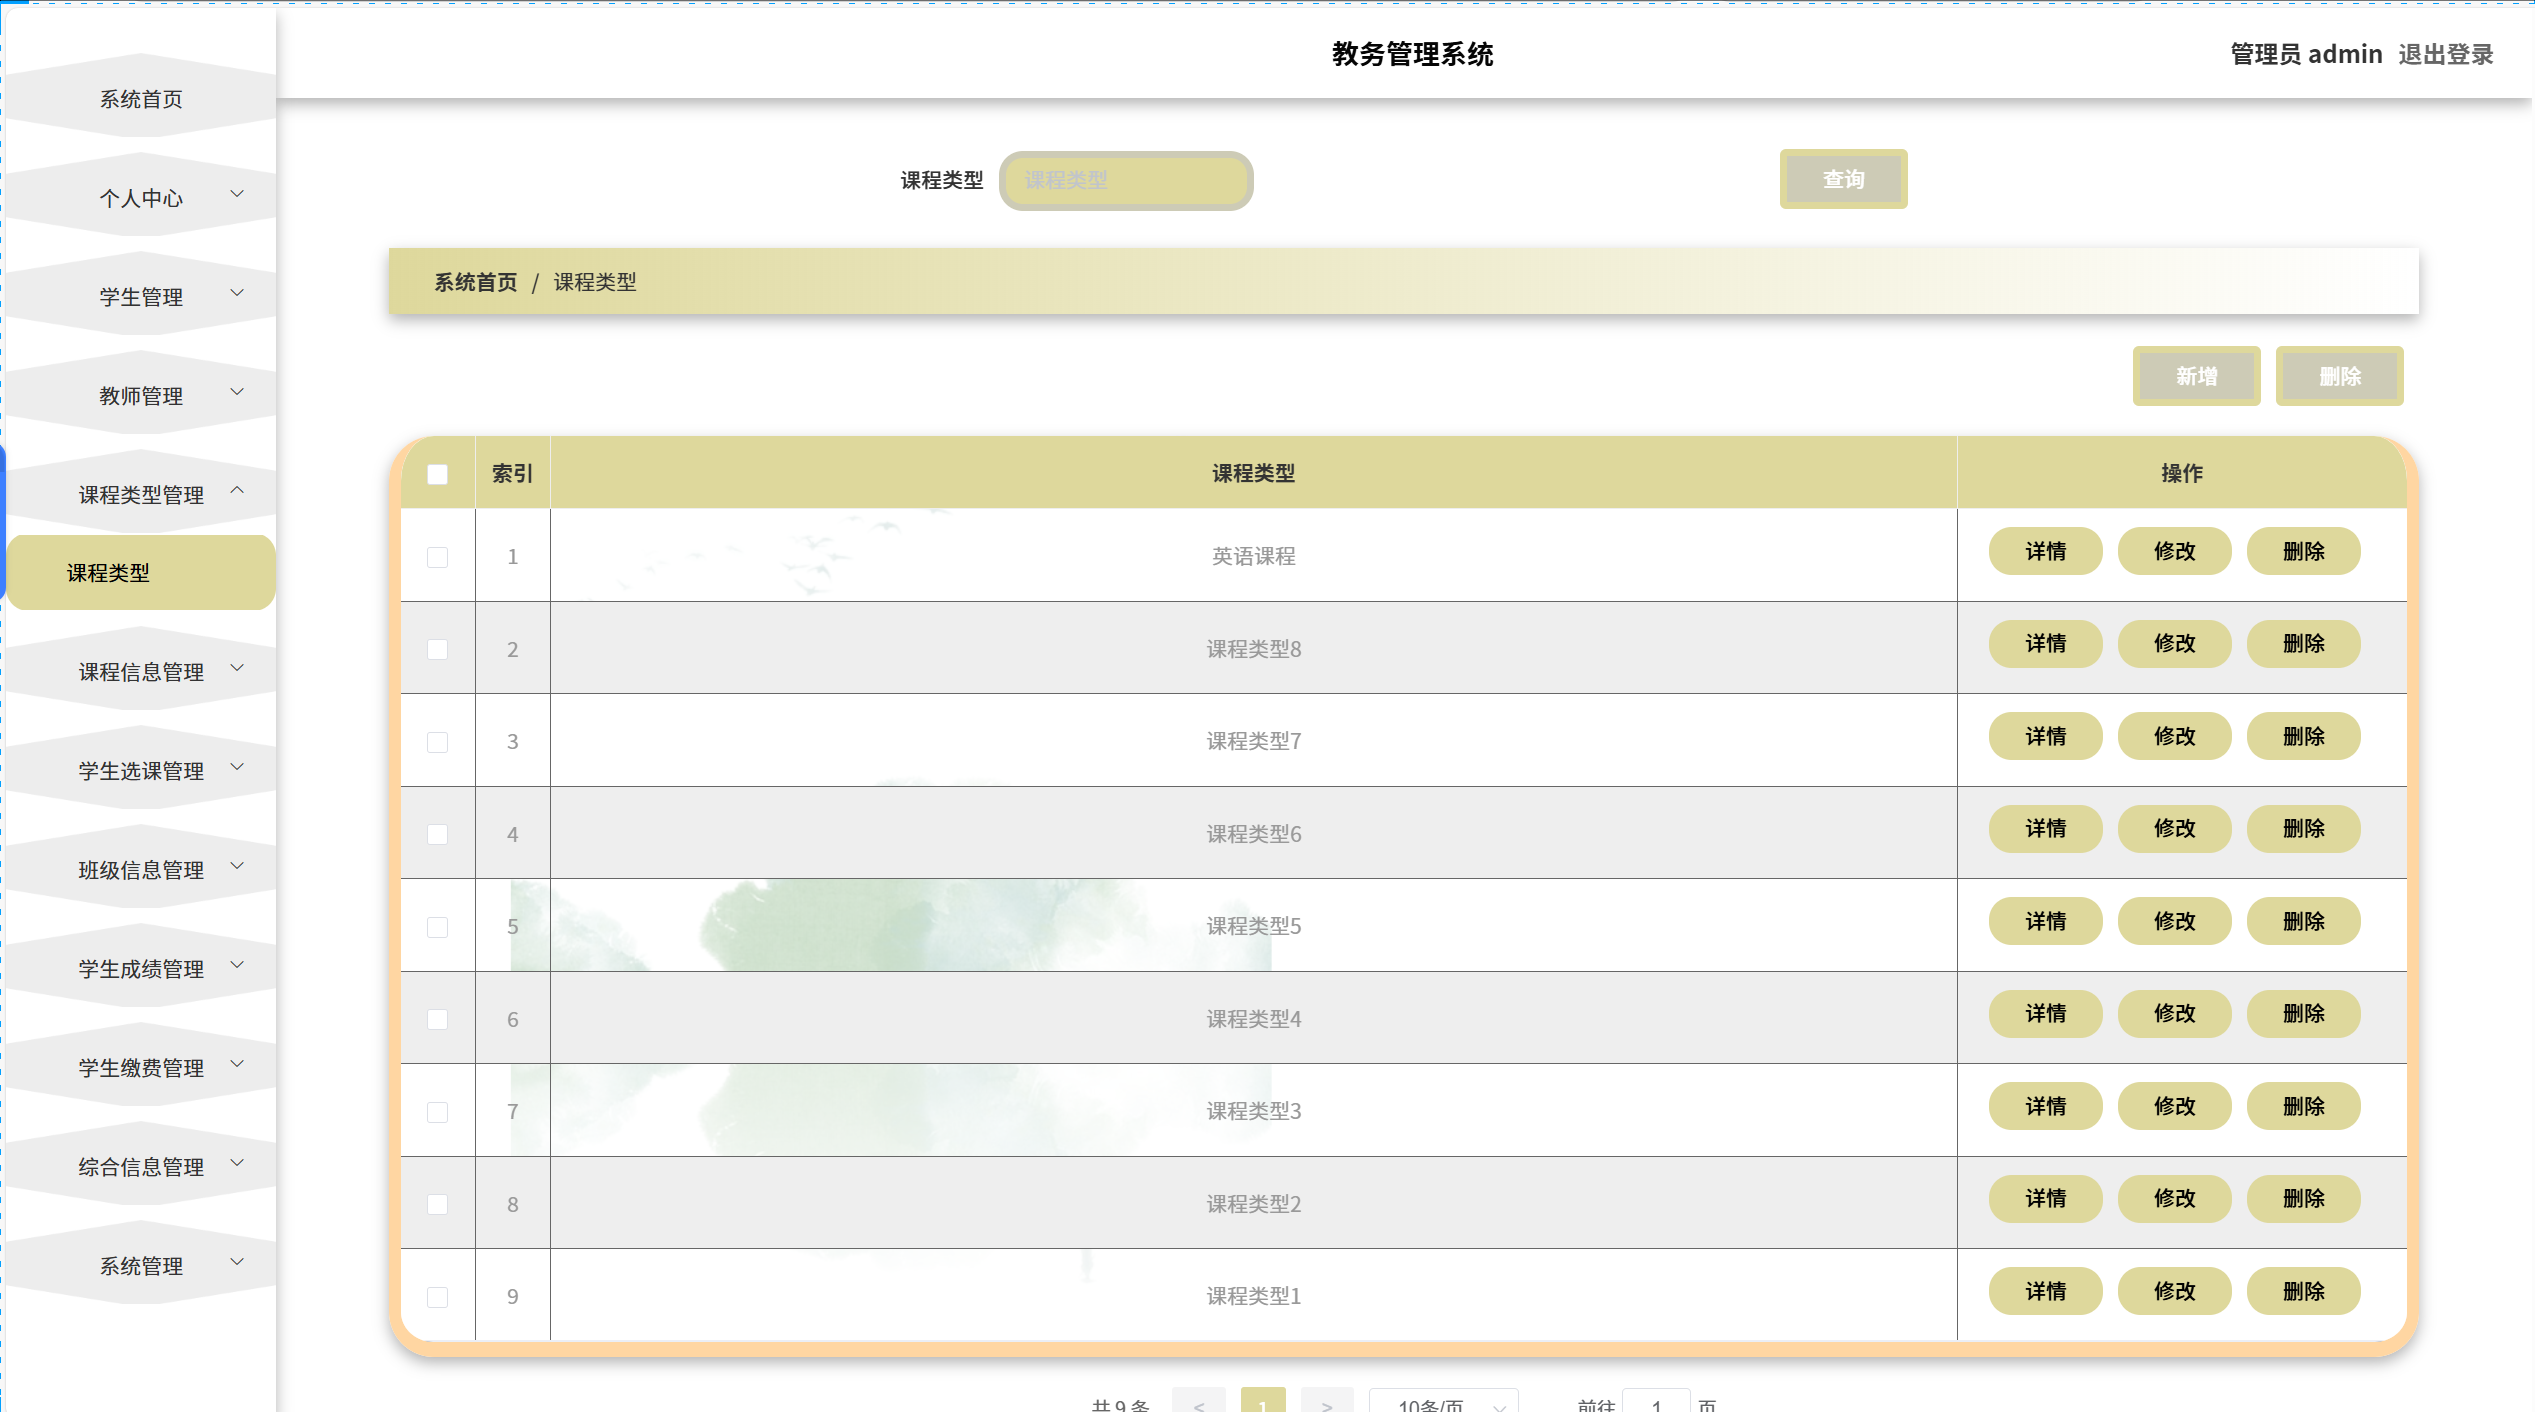 教务管理系统
管理员 admin 退出登录
系统首页
个人中心
学生管理
教师管理
课程类型管理
课程类型
课程信息管理
学生选课管理
班级信息管理
学生成绩管理
学生缴费管理
综合信息管理
系统管理
课程类型 课程类型 查询
系统首页 / 课程类型
新增 删除
索引 课程类型 操作
1 英语课程 详情 修改 删除
2 课程类型8 详情 修改 删除
3 课程类型7 详情 修改 删除
4 课程类型6 详情 修改 删除
5 课程类型5 详情 修改 删除
6 课程类型4 详情 修改 删除
7 课程类型3 详情 修改 删除
8 课程类型2 详情 修改 删除
9 课程类型1 详情 修改 删除
共 9 条 < 1 > 10条/页 前往 1 页